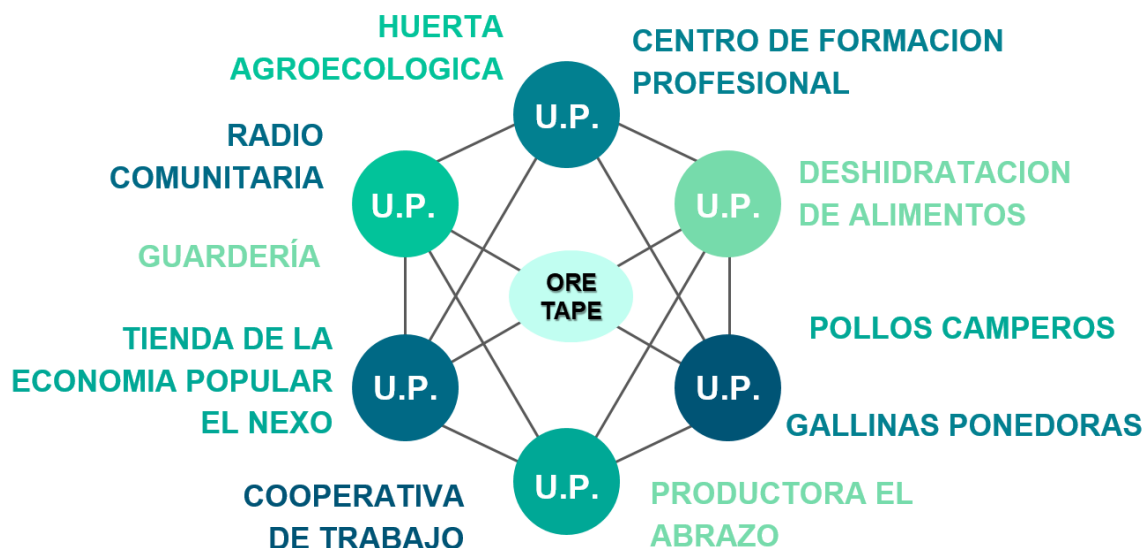 HUERTA
AGROECOLOGICA
CENTRO DE FORMACION
PROFESIONAL
U.P.
RADIO
COMUNITARIA
U.P.
U.P.
DESHIDRATACION
DE ALIMENTOS
GUARDERÍA
ORE
TAPE
TIENDA DE LA
ECONOMIA POPULAR
EL NEXO
U.P.
U.P.
POLLOS CAMPEROS
GALLINAS PONEDORAS
COOPERATIVA
DE TRABAJO
U.P.
PRODUCTORA EL
ABRAZO